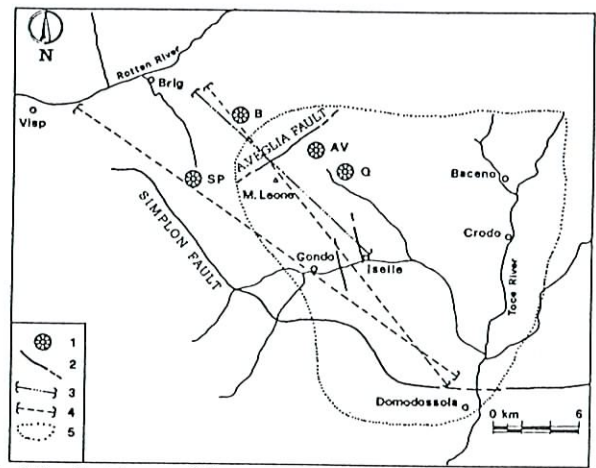 N
Rotten River
Brig
Visp
B
A.VEGLIA FAULT
AV
Q
SP
M. Leone
Baceno
SIMPLON FAULT
Crodo
Gondo
Iselle
Toce River
1
2
3
4
5
Domodossola
0 km 6